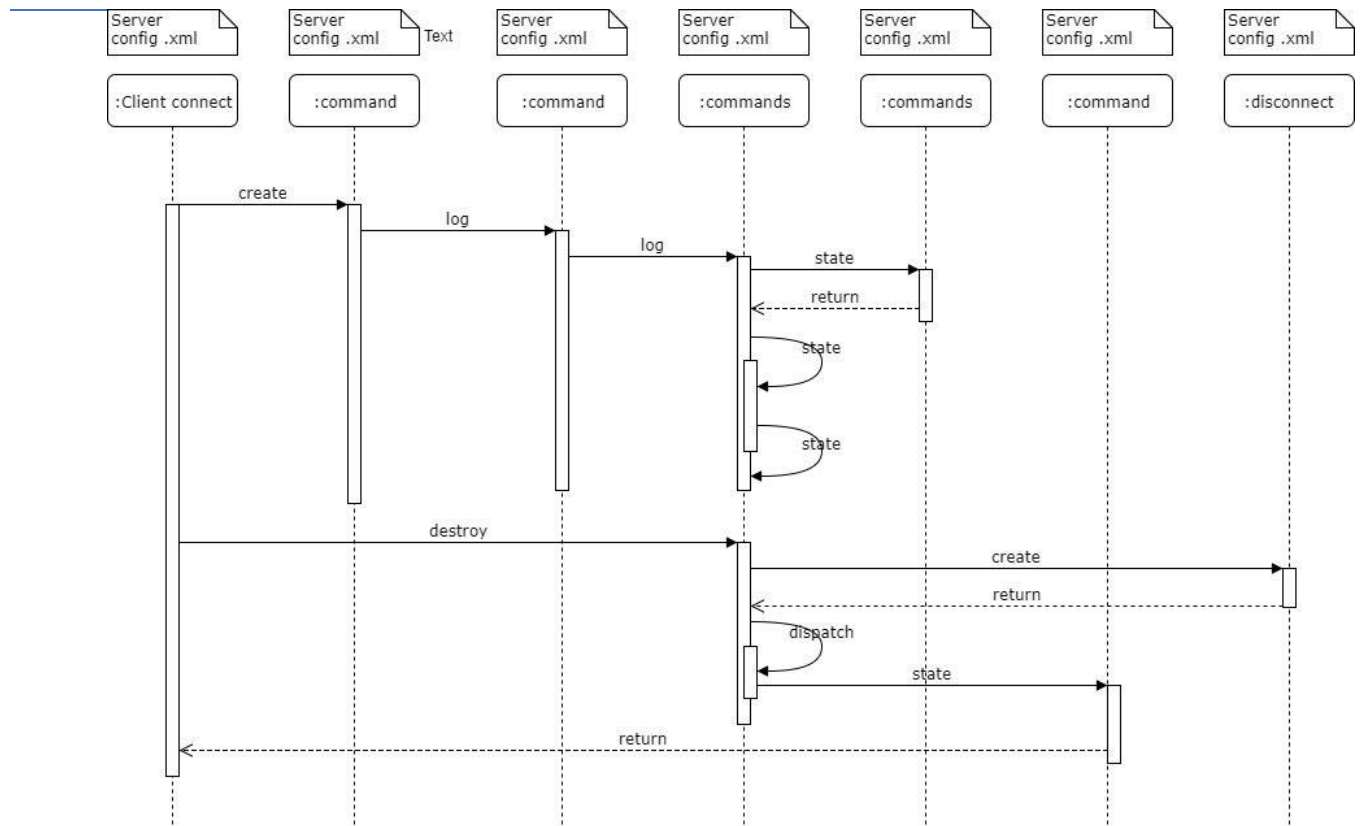 Server
config .xml
Server
config .xml
Text
Server
config .xml
Server
config .xml
Server
config .xml
Server
config .xml
Server
config .xml
:Client connect
:command
:command
:commands
:commands
:command
:disconnect
create
log
log
state
return
state
state
destroy
create
return
dispatch
state
return